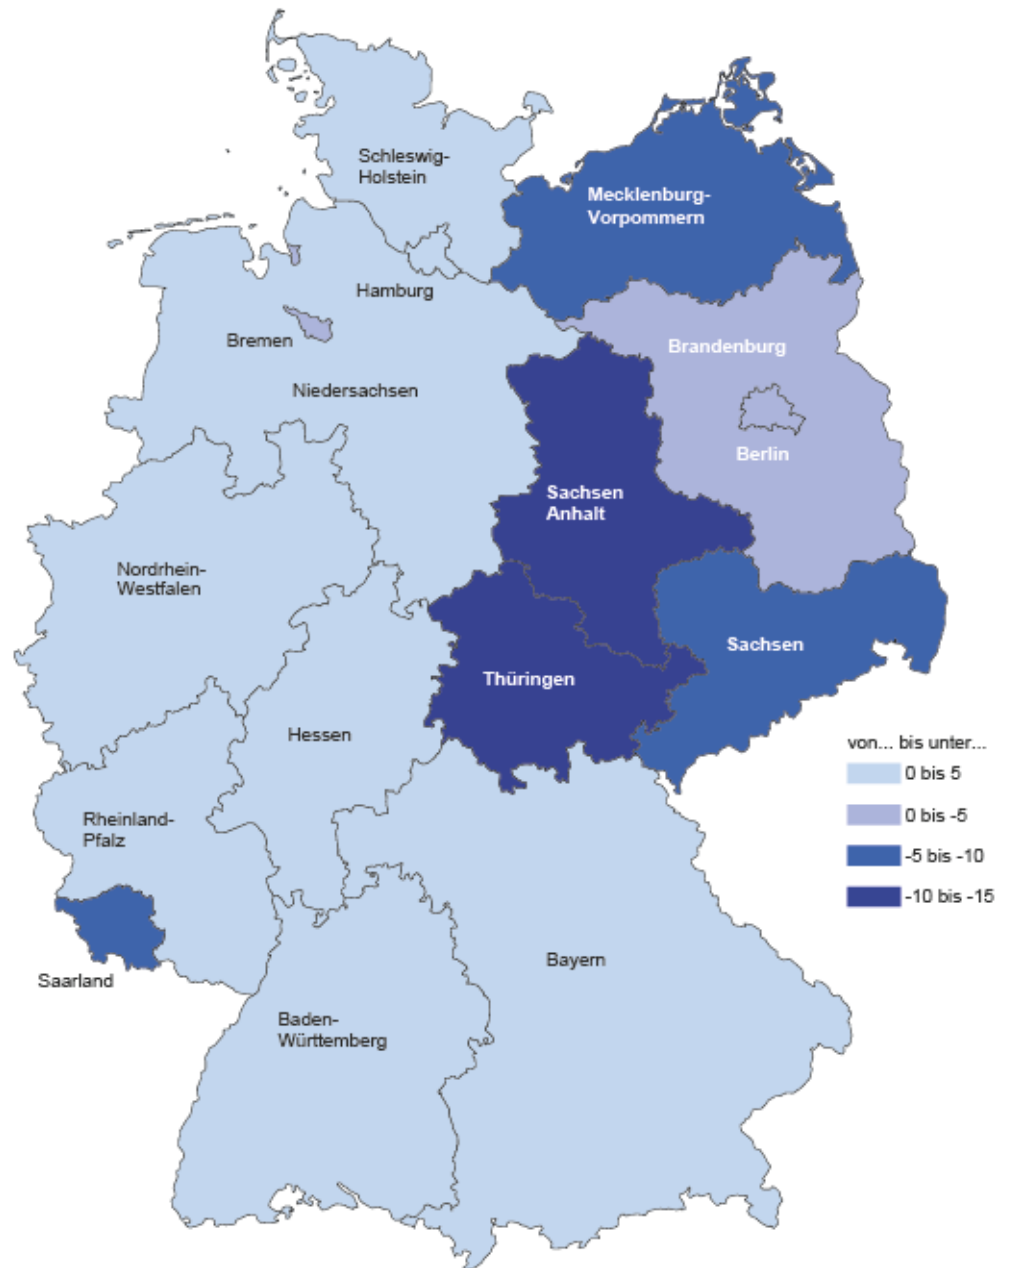 Schleswig-
Holstein
Mecklenburg-
Vorpommern
Hamburg
Bremen
Brandenburg
Niedersachsen
Berlin
Sachsen
Anhalt
Nordrhein-
Westfalen
Sachsen
Thüringen
Hessen
von... bis unter...
0 bis 5
0 bis -5
-5 bis -10
-10 bis -15
Rheinland-
Pfalz
Saarland
Bayern
Baden-
Württemberg